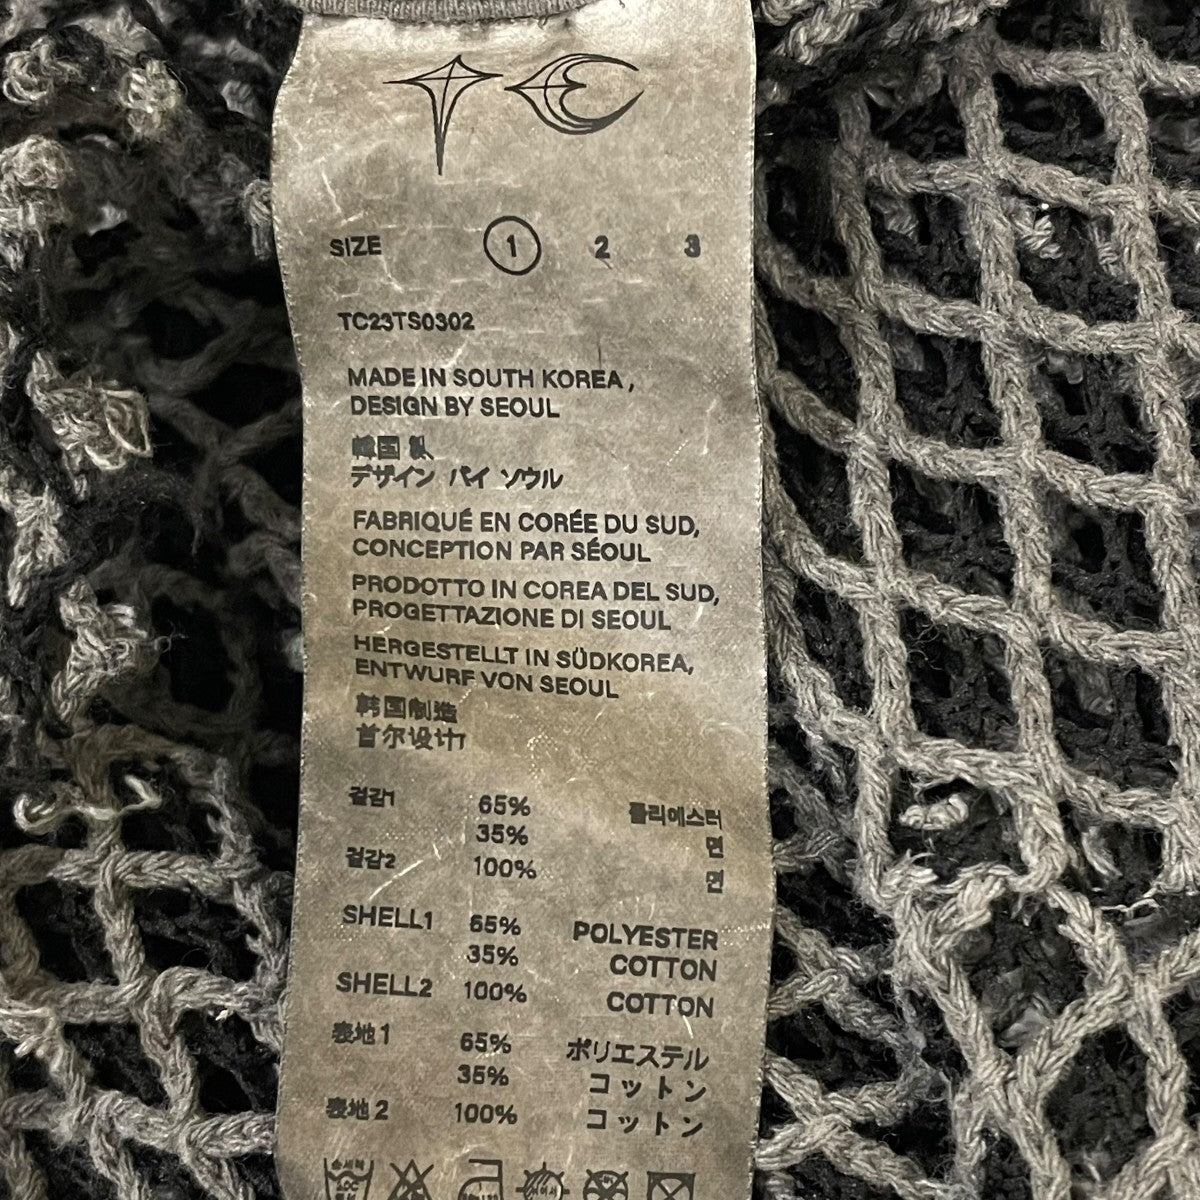 SIZE 1 2 3
TC23TS0302
MADE IN SOUTH KOREA,
DESIGN BY SEOUL
韓国製
デザイン バイ ソウル
FABRIQUÉ EN CORÉE DU SUD,
CONCEPTION PAR SÉOUL
PRODOTTO IN COREA DEL SUD,
PROGETTAZIONE DI SEOUL
HERGESTELLT IN SÜDKOREA,
ENTWURF VON SEOUL
韩国制造
首尔设计
겉감1 65% 폴리에스터
35% 면
겉감2 100% 면
SHELL1 65% POLYESTER
35% COTTON
SHELL2 100% COTTON
表地1 65% ポリエステル
35% コットン
表地2 100% コットン